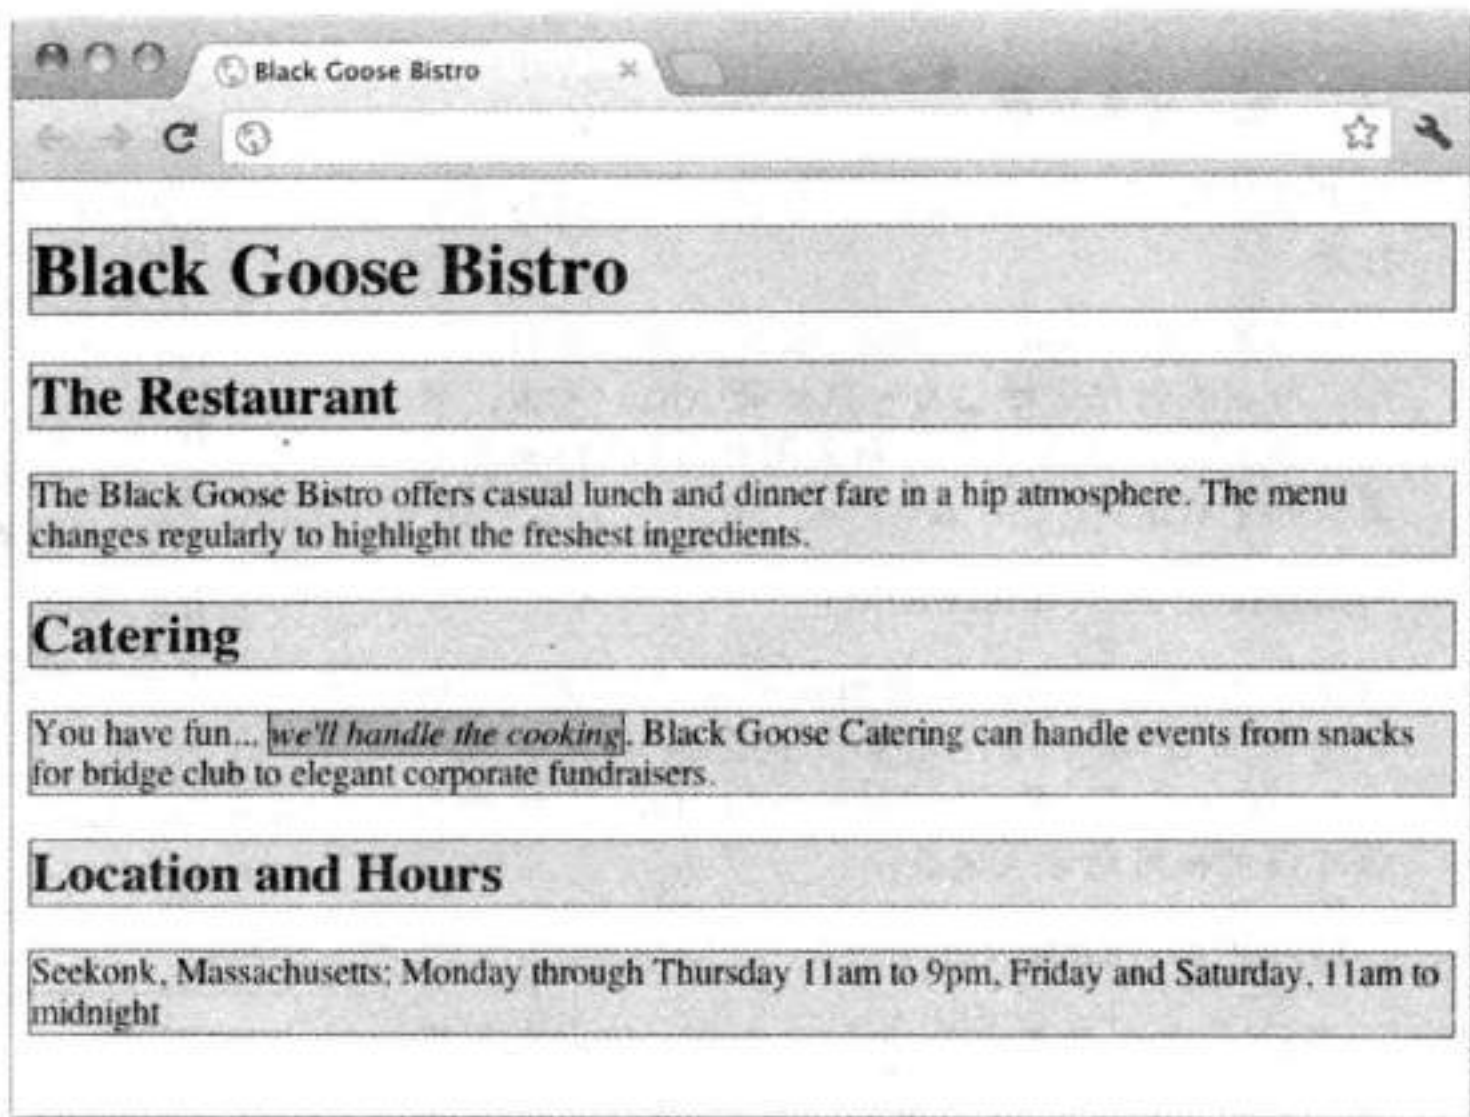 Black Goose Bistro
Black Goose Bistro
The Restaurant
The Black Goose Bistro offers casual lunch and dinner fare in a hip atmosphere. The menu
changes regularly to highlight the freshest ingredients.
Catering
You have fun... we'll handle the cooking. Black Goose Catering can handle events from snacks
for bridge club to elegant corporate fundraisers.
Location and Hours
Seekonk, Massachusetts; Monday through Thursday 11am to 9pm, Friday and Saturday, 11am to
midnight